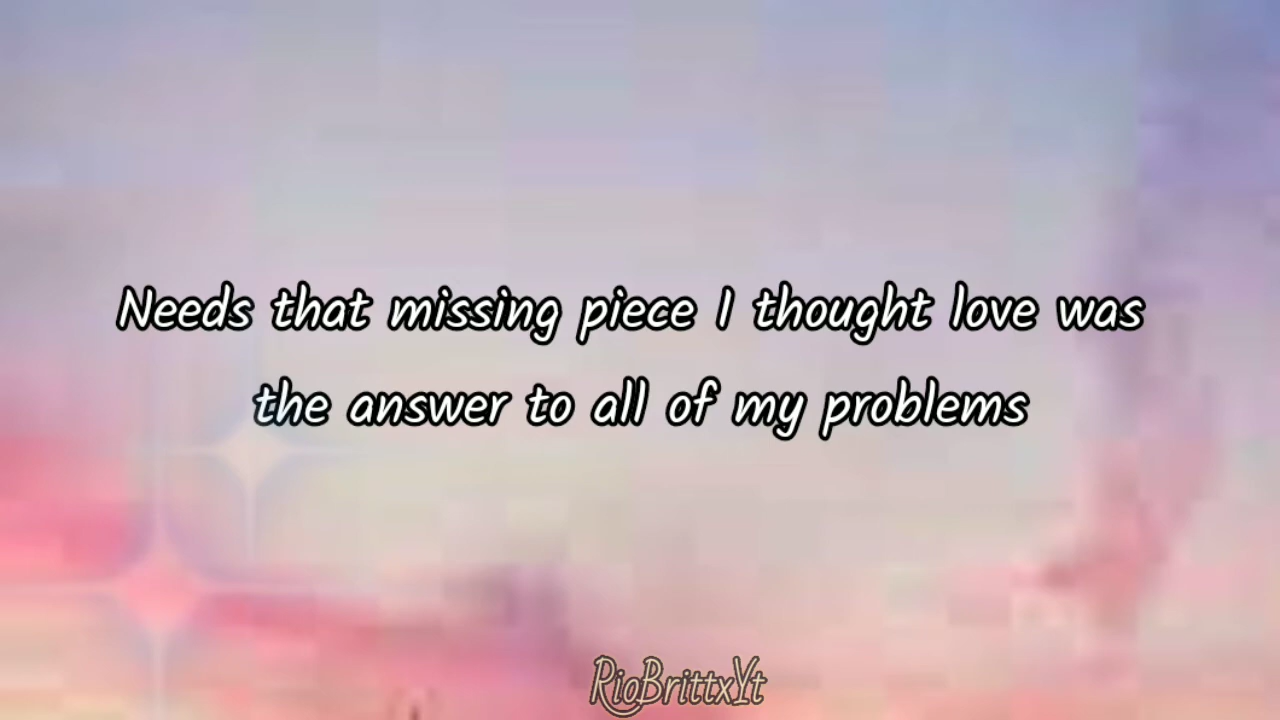 Needs that missing piece I thought love was
the answer to all of my problems
RioBrittxYt